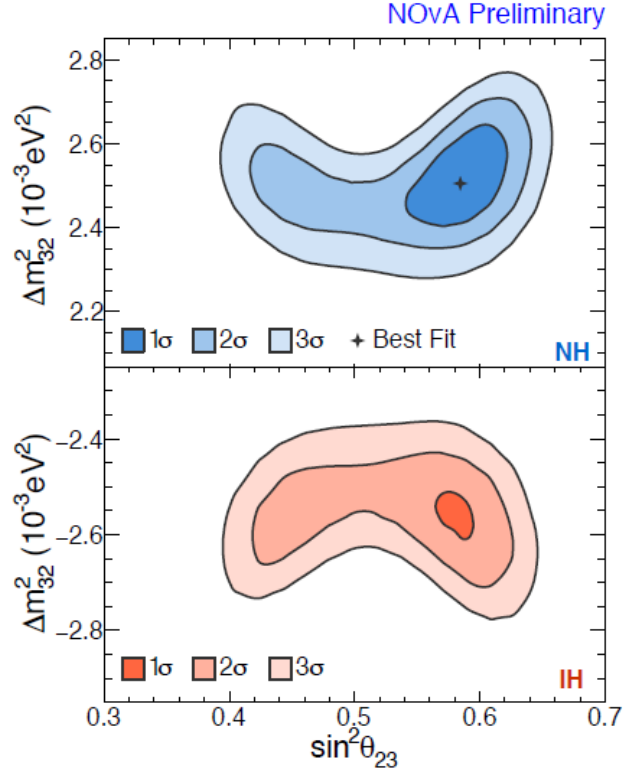 NOνA Preliminary
Δm²₃₂ (10⁻³eV²)
2.8
2.6
2.4
2.2
1σ 2σ 3σ Best Fit
NH
Δm²₃₂ (10⁻³eV²)
−2.4
−2.6
−2.8
1σ 2σ 3σ
IH
0.3 0.4 0.5 0.6 0.7
sin²θ₂₃